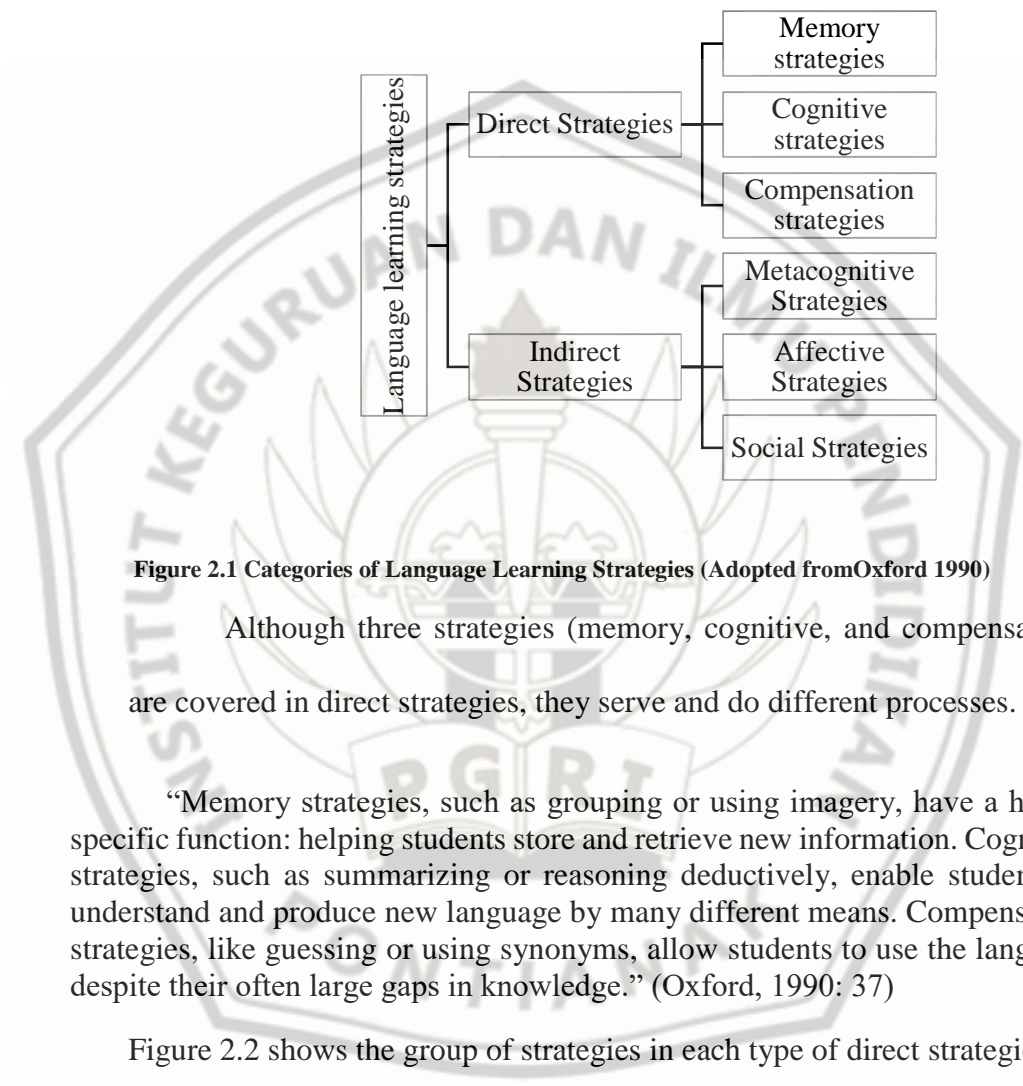 Memory
strategies
Cognitive
strategies
Compensation
strategies
Language learning strategies
Direct Strategies
Indirect
Strategies
Metacognitive
Strategies
Affective
Strategies
Social Strategies
Figure 2.1 Categories of Language Learning Strategies (Adopted fromOxford 1990)
Although three strategies (memory, cognitive, and compensa
are covered in direct strategies, they serve and do different processes.
“Memory strategies, such as grouping or using imagery, have a h
specific function: helping students store and retrieve new information. Cogn
strategies, such as summarizing or reasoning deductively, enable studen
understand and produce new language by many different means. Compens
strategies, like guessing or using synonyms, allow students to use the lang
despite their often large gaps in knowledge.” (Oxford, 1990: 37)
Figure 2.2 shows the group of strategies in each type of direct strategi
INSTITUT KEGURUAN DAN ILMU PENDIDIKAN
PGRI
PONTIANAK